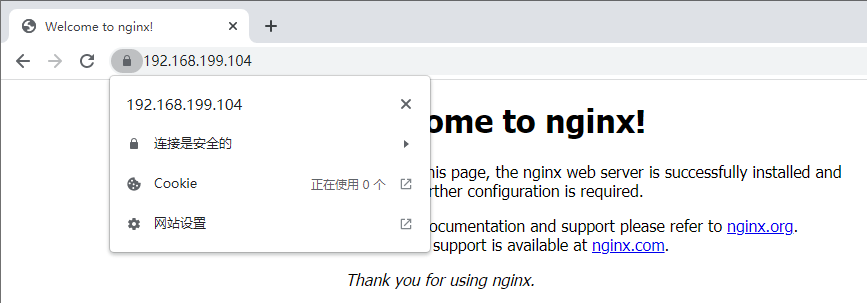 Welcome to nginx!
192.168.199.104
192.168.199.104
连接是安全的
Cookie 正在使用 0 个
网站设置
ome to nginx!
his page, the nginx web server is successfully installed and
rther configuration is required.
ocumentation and support please refer to nginx.org.
support is available at nginx.com.
Thank you for using nginx.